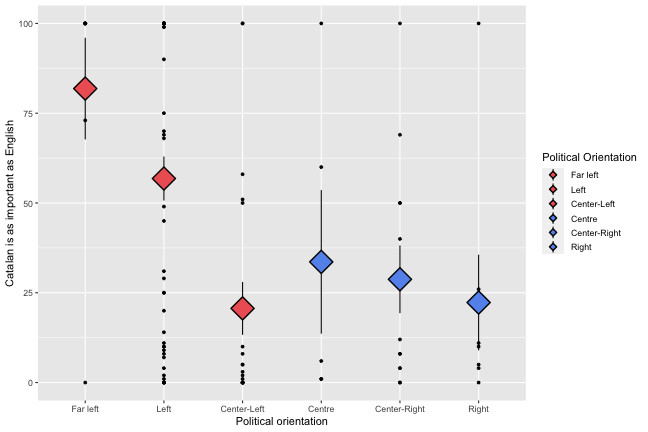 100
75
50
25
0
Catalan is as important as English
Far left
Left
Center-Left
Centre
Center-Right
Right
Political orientation
Political Orientation
Far left
Left
Center-Left
Centre
Center-Right
Right